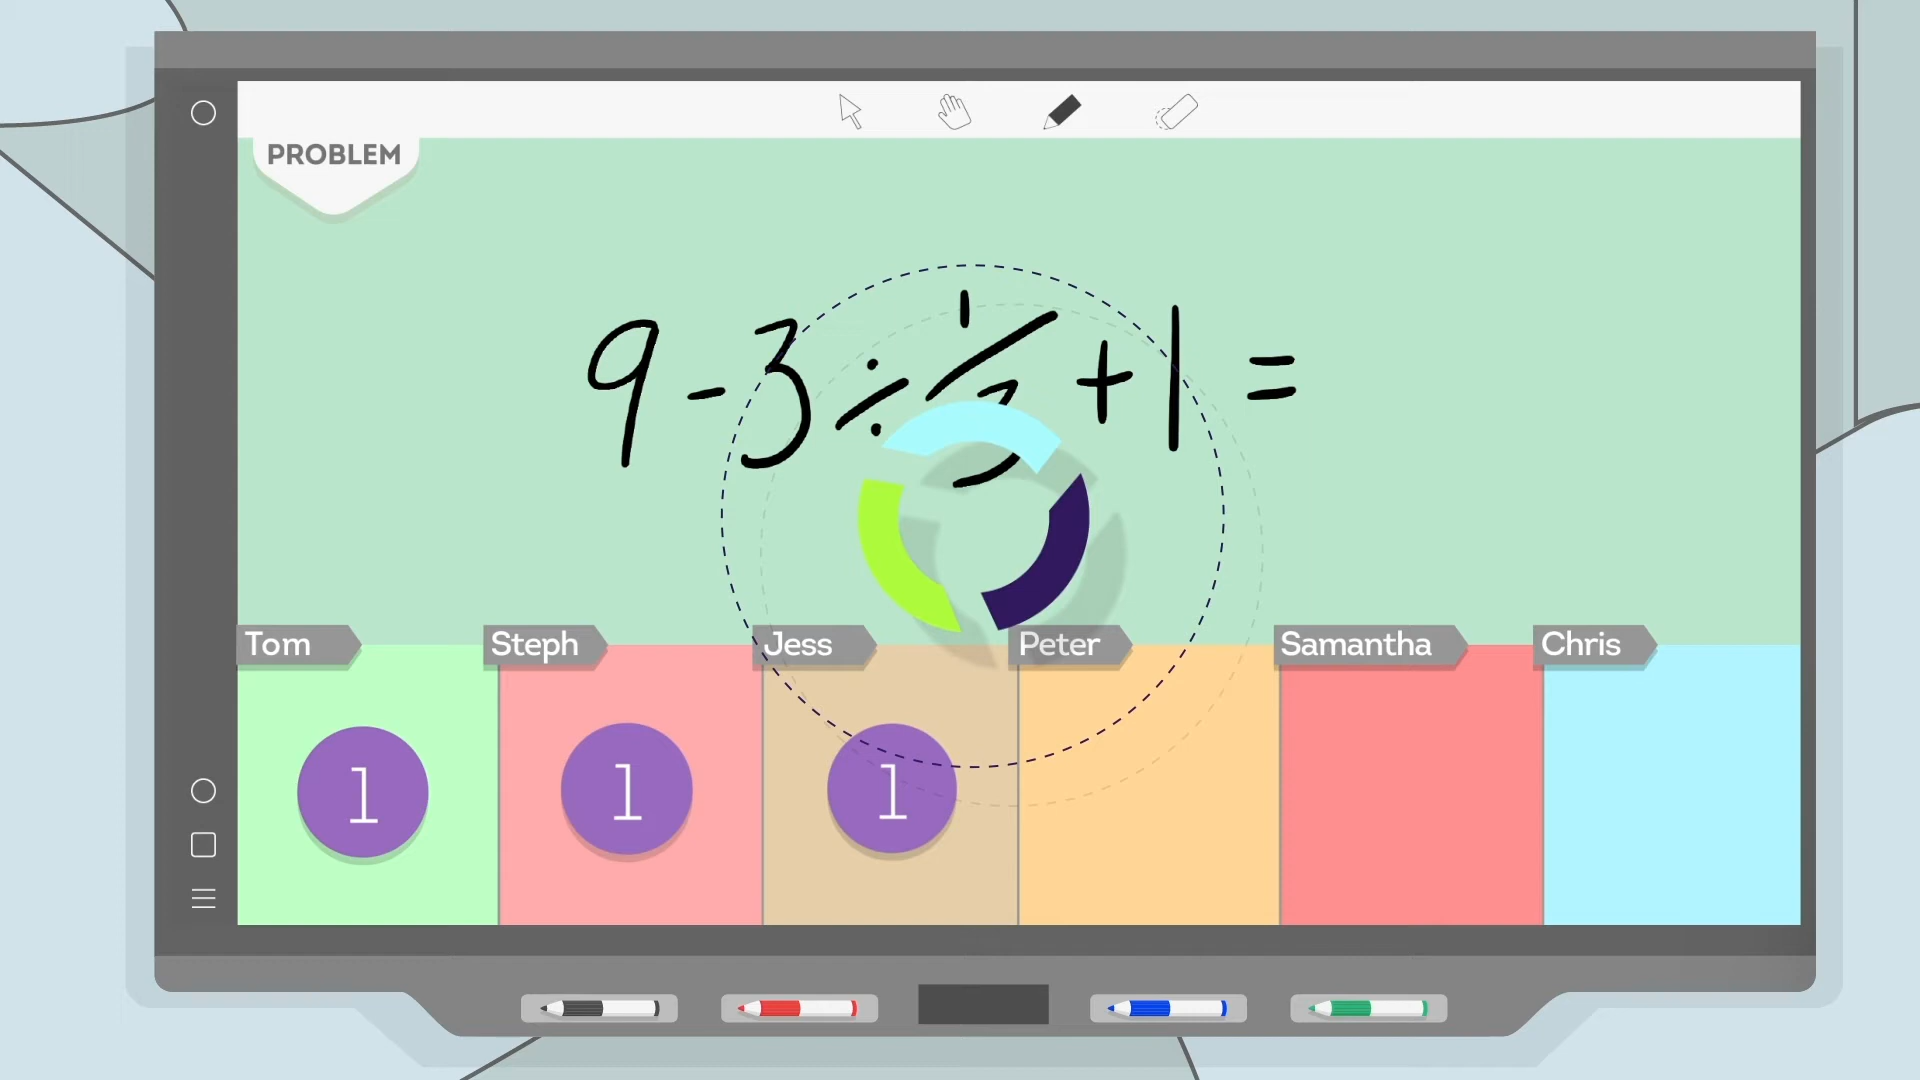 PROBLEM
9 - 3 ÷ 1/3 + 1 =
Tom
Steph
Jess
Peter
Samantha
Chris
1
1
1